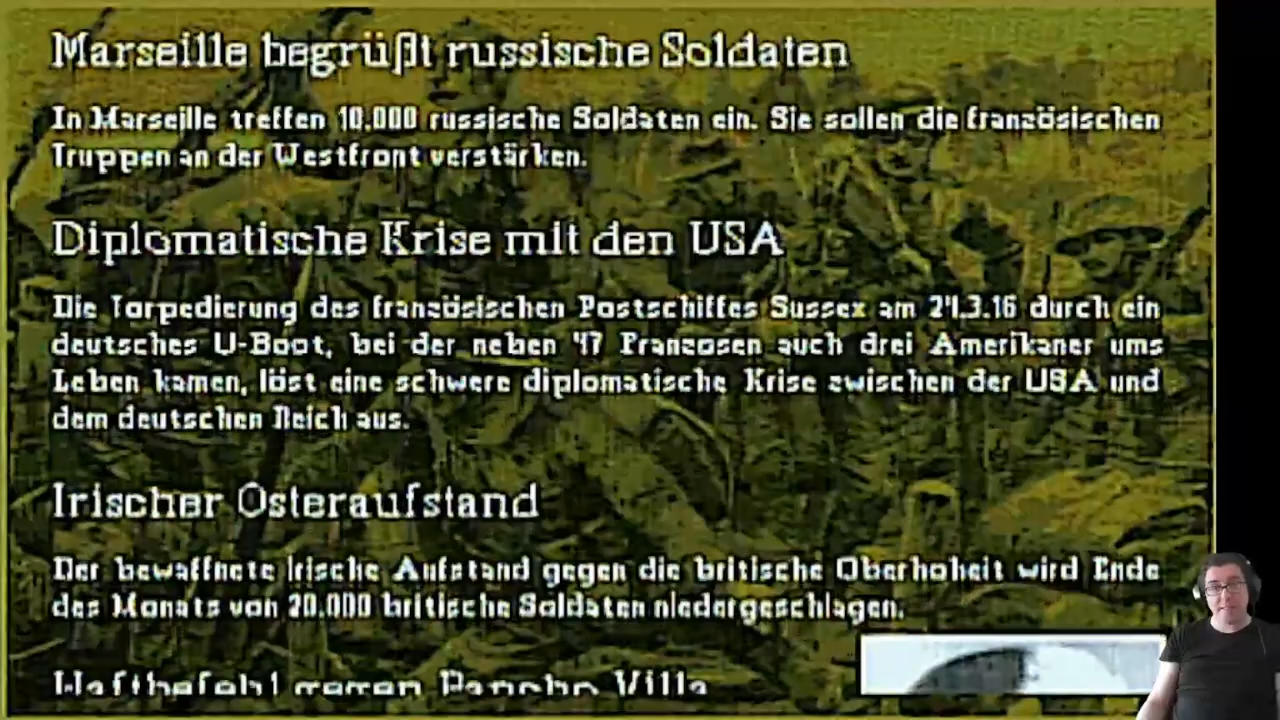 Marseille begrüßt russische Soldaten
In Marseille treffen 10.000 russische Soldaten ein. Sie sollen die französischen
Truppen an der Westfront verstärken.
Diplomatische Krise mit den USA
Die Torpedierung des französischen Postschiffes Sussex am 24.3.16 durch ein
deutsches U-Boot, bei der neben 47 Franzosen auch drei Amerikaner ums
Leben kamen, löst eine schwere diplomatische Krise zwischen der USA und
dem deutschen Reich aus.
Irischer Osteraufstand
Der bewaffnete Irische Aufstand gegen die britische Oberhoheit wird Ende
des Monats von 20.000 britische Soldaten niedergeschlagen.
Haftbefehl gegen Pancho Villa